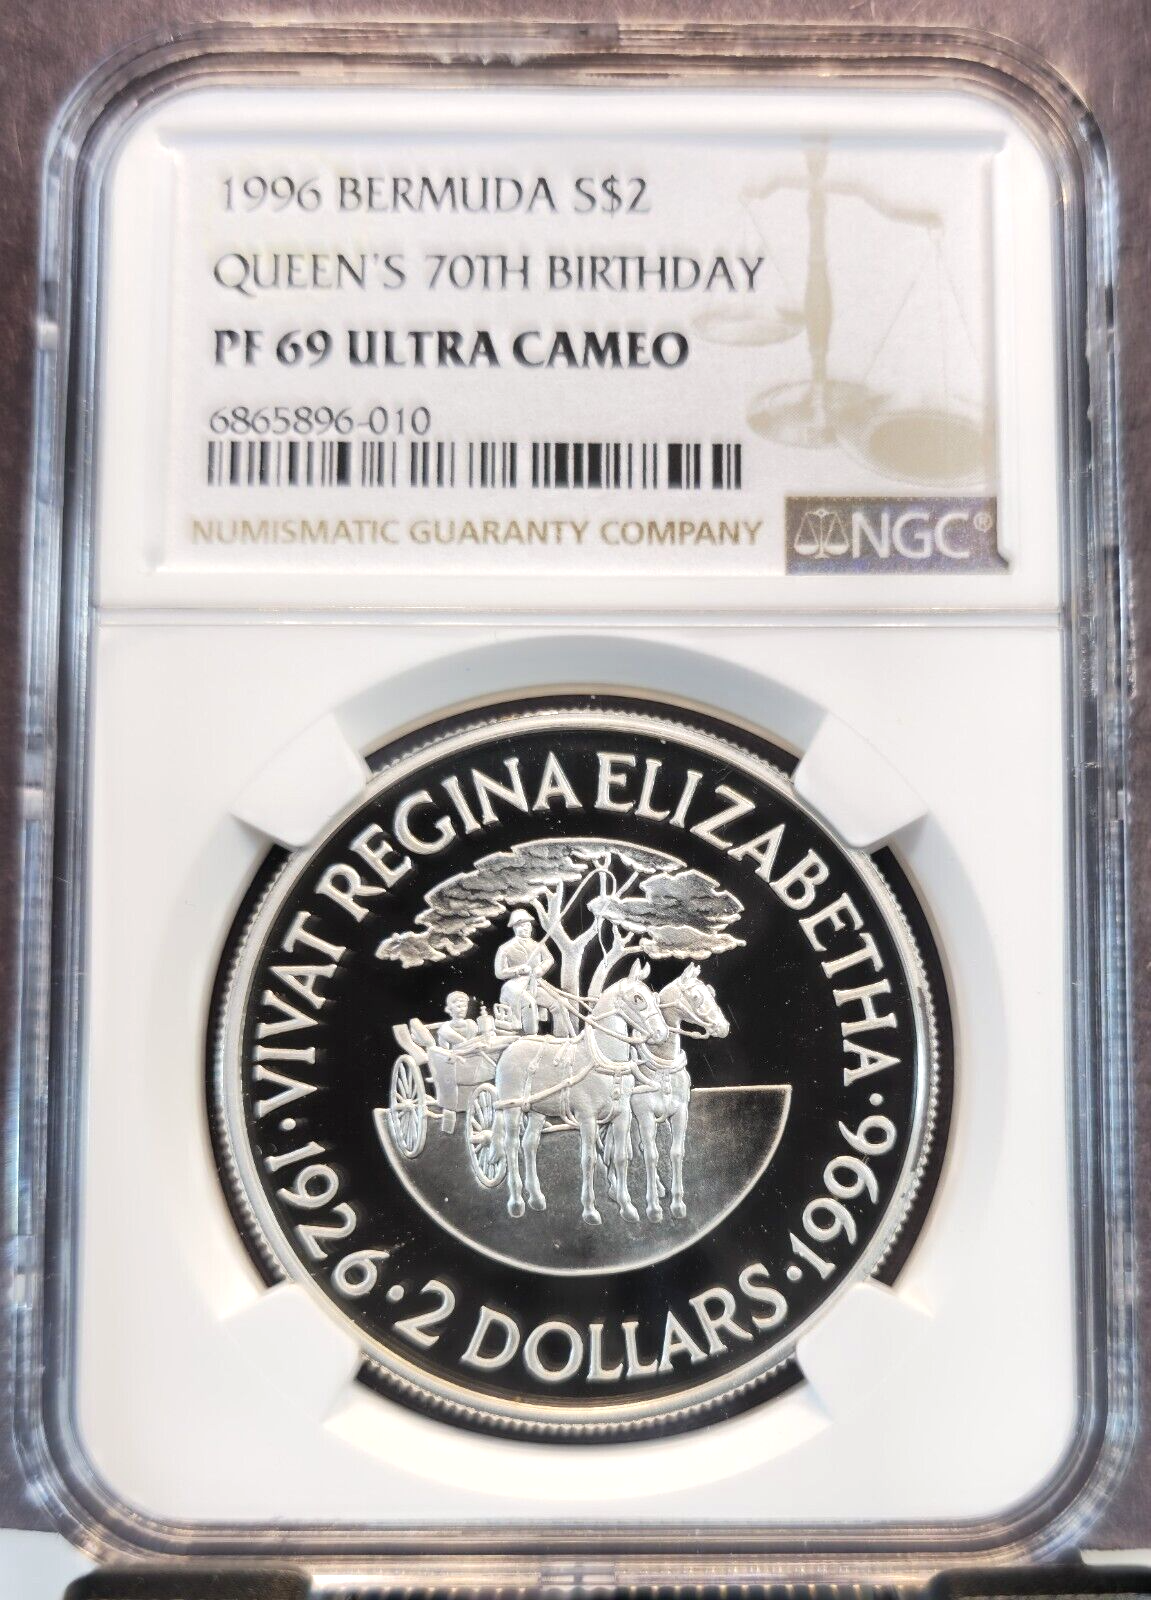 1996 BERMUDA S$2
QUEEN'S 70TH BIRTHDAY
PF 69 ULTRA CAMEO
6865896-010
NUMISMATIC GUARANTY COMPANY
NGC®
· VIVAT REGINA ELIZABETHA ·
1926 · 2 DOLLARS · 1996